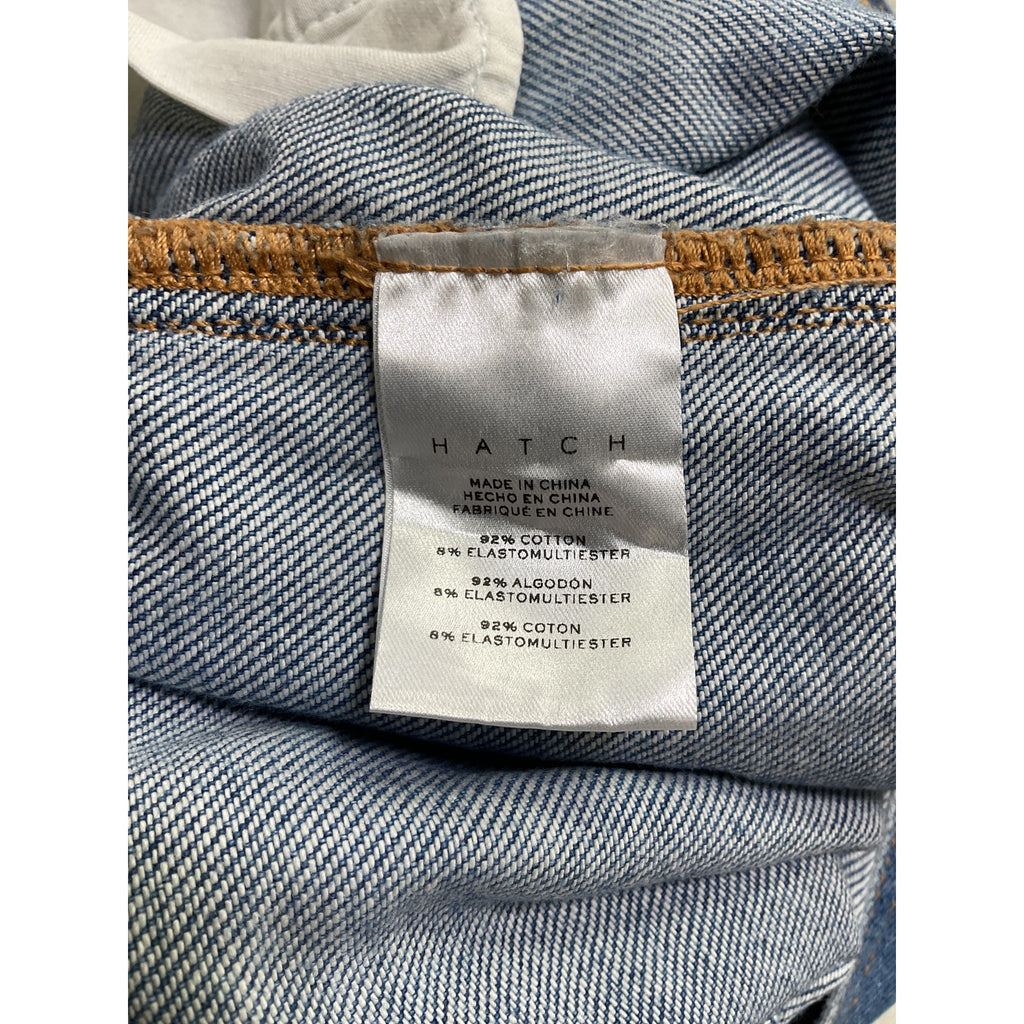 HATCH
MADE IN CHINA
HECHO EN CHINA
FABRIQUÉ EN CHINE
92% COTTON
8% ELASTOMULTIESTER
92% ALGODÓN
8% ELASTOMULTIESTER
92% COTON
8% ELASTOMULTIESTER